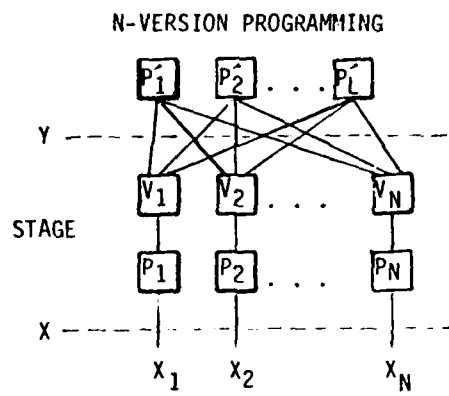 N-VERSION PROGRAMMING
P´1 P´2 . . . P´L
Y
V1 V2 . . . VN
STAGE
P1 P2 . . . PN
X
X1 X2 XN